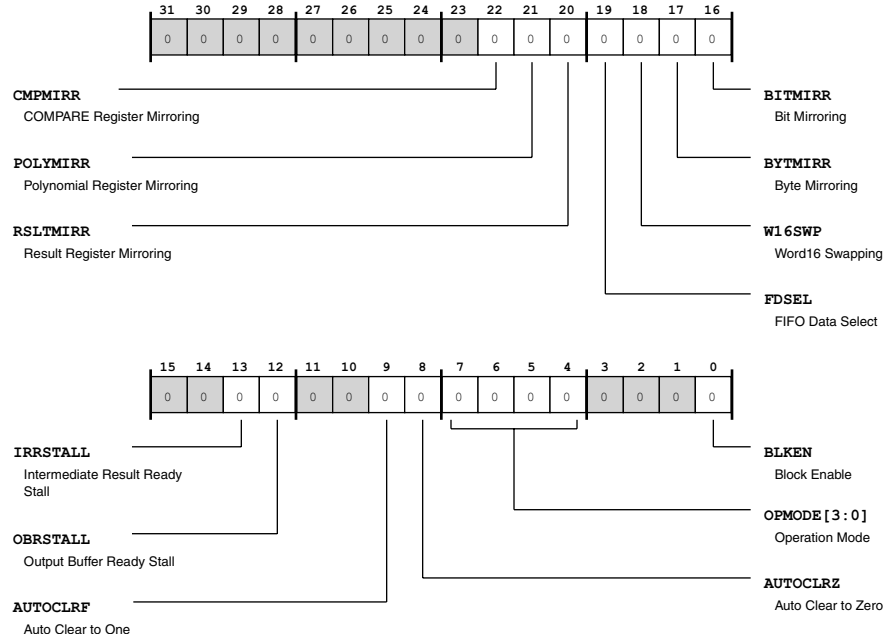 31 30 29 28 27 26 25 24 23 22 21 20 19 18 17 16
0 0 0 0 0 0 0 0 0 0 0 0 0 0 0 0
CMPMIRR
COMPARE Register Mirroring
POLYMIRR
Polynomial Register Mirroring
RSLTMIRR
Result Register Mirroring
BITMIRR
Bit Mirroring
BYTMIRR
Byte Mirroring
W16SWP
Word16 Swapping
FDSEL
FIFO Data Select
15 14 13 12 11 10 9 8 7 6 5 4 3 2 1 0
0 0 0 0 0 0 0 0 0 0 0 0 0 0 0 0
IRRSTALL
Intermediate Result Ready
Stall
OBRSTALL
Output Buffer Ready Stall
AUTOCLRF
Auto Clear to One
BLKEN
Block Enable
OPMODE[3:0]
Operation Mode
AUTOCLRZ
Auto Clear to Zero